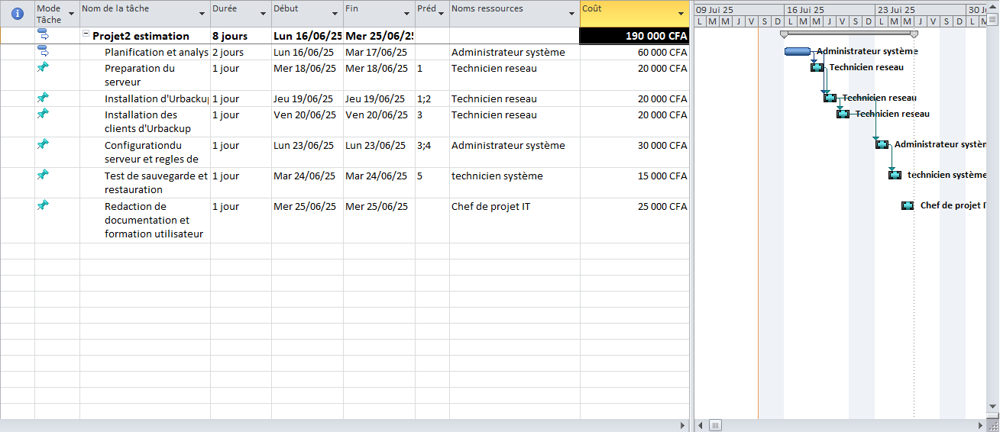 Mode Tâche Nom de la tâche Durée Début Fin Préd Noms ressources Coût
Projet2 estimation 8 jours Lun 16/06/25 Mer 25/06/25 190 000 CFA
Planification et analys 2 jours Lun 16/06/25 Mar 17/06/25 Administrateur système 60 000 CFA
Preparation du 1 jour Mer 18/06/25 Mer 18/06/25 1 Technicien reseau 20 000 CFA
serveur
Installation d'Urbackup 1 jour Jeu 19/06/25 Jeu 19/06/25 1;2 Technicien reseau 20 000 CFA
Installation des 1 jour Ven 20/06/25 Ven 20/06/25 3 Technicien reseau 20 000 CFA
clients d'Urbackup
Configurationdu 1 jour Lun 23/06/25 Lun 23/06/25 3;4 Administrateur système 30 000 CFA
serveur et regles de
Test de sauvegarde et 1 jour Mar 24/06/25 Mar 24/06/25 5 technicien système 15 000 CFA
restauration
Redaction de 1 jour Mer 25/06/25 Mer 25/06/25 Chef de projet IT 25 000 CFA
documentation et
formation utilisateur
09 Jui 25 16 Jui 25 23 Jui 25 30 Jui
L M M J V S D L M M J V S D L M M J V S D L M
Administrateur système
Technicien reseau
Technicien reseau
Technicien reseau
Administrateur systèm
technicien système
Chef de projet IT